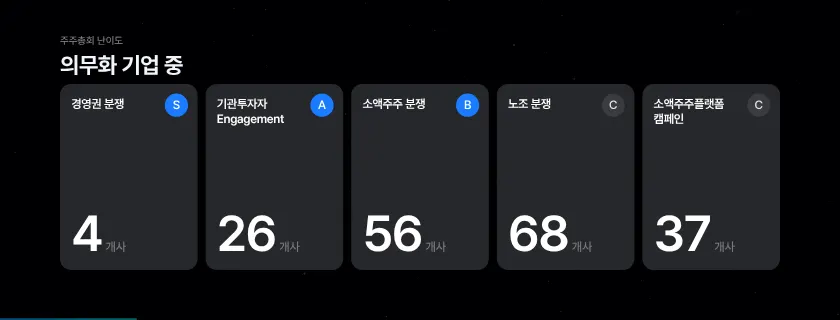 주주총회 난이도
의무화 기업 중
경영권 분쟁
S
4 개사
기관투자자
Engagement
A
26 개사
소액주주 분쟁
B
56 개사
노조 분쟁
C
68 개사
소액주주플랫폼
캠페인
C
37 개사